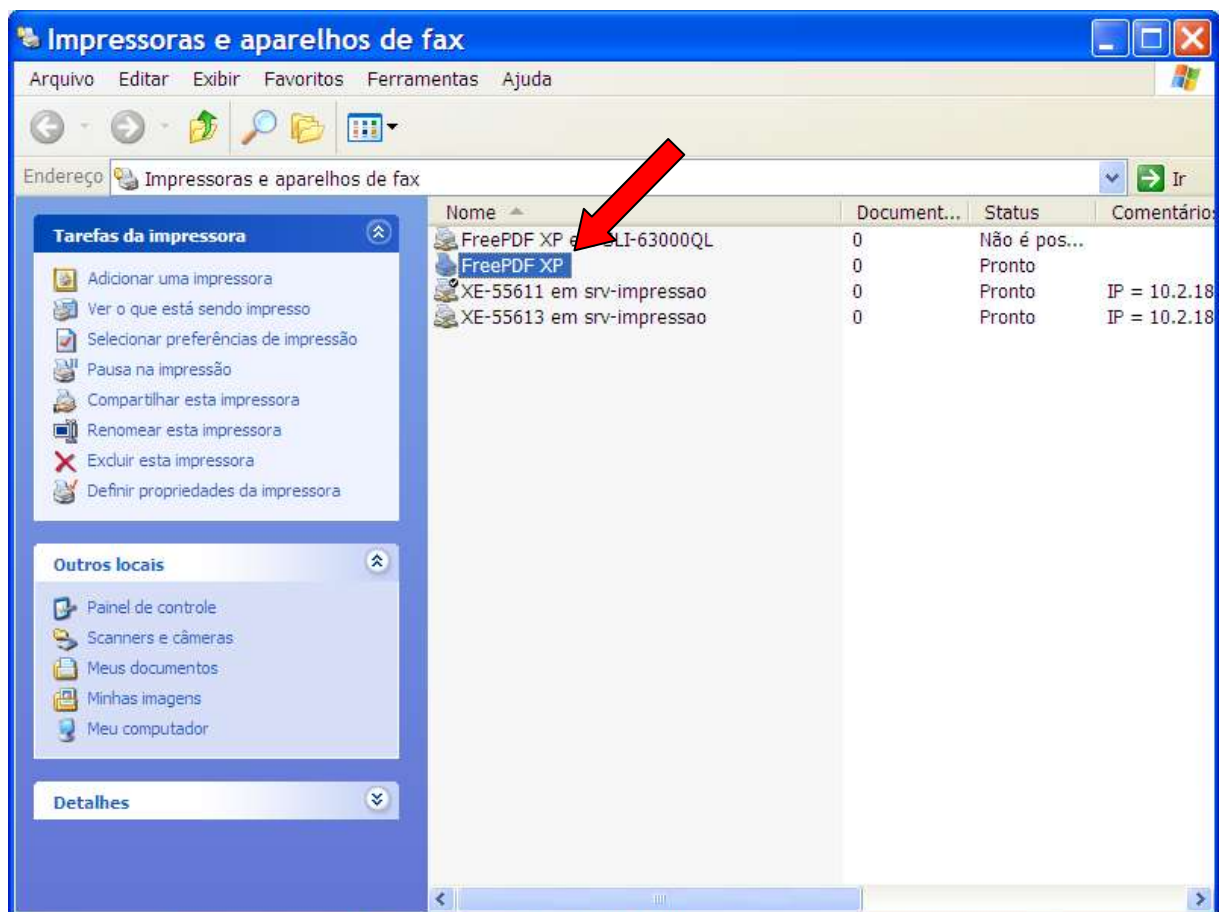 Impressoras e aparelhos de fax
Arquivo Editar Exibir Favoritos Ferramentas Ajuda
Endereço Impressoras e aparelhos de fax Ir
Tarefas da impressora
Adicionar uma impressora
Ver o que está sendo impresso
Selecionar preferências de impressão
Pausa na impressão
Compartilhar esta impressora
Renomear esta impressora
Excluir esta impressora
Definir propriedades da impressora
Outros locais
Painel de controle
Scanners e câmeras
Meus documentos
Minhas imagens
Meu computador
Detalhes
Nome Document... Status Comentários
FreePDF XP 0 Não é pos...
FreePDF XP 0 Pronto
XE-55611 em srv-impressao 0 Pronto IP = 10.2.18
XE-55613 em srv-impressao 0 Pronto IP = 10.2.18